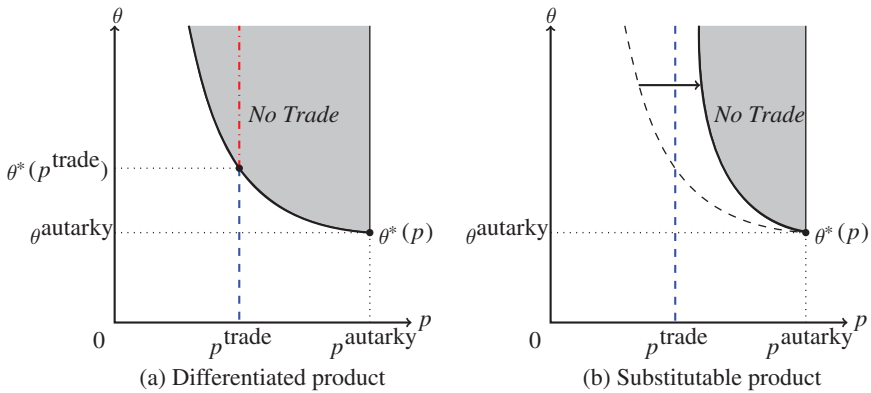 θ
No Trade
θ*(p^trade)
θ^autarky
θ*(p)
0
p^trade
p^autarky
p
(a) Differentiated product
θ
No Trade
θ^autarky
θ*(p)
0
p^trade
p^autarky
p
(b) Substitutable product